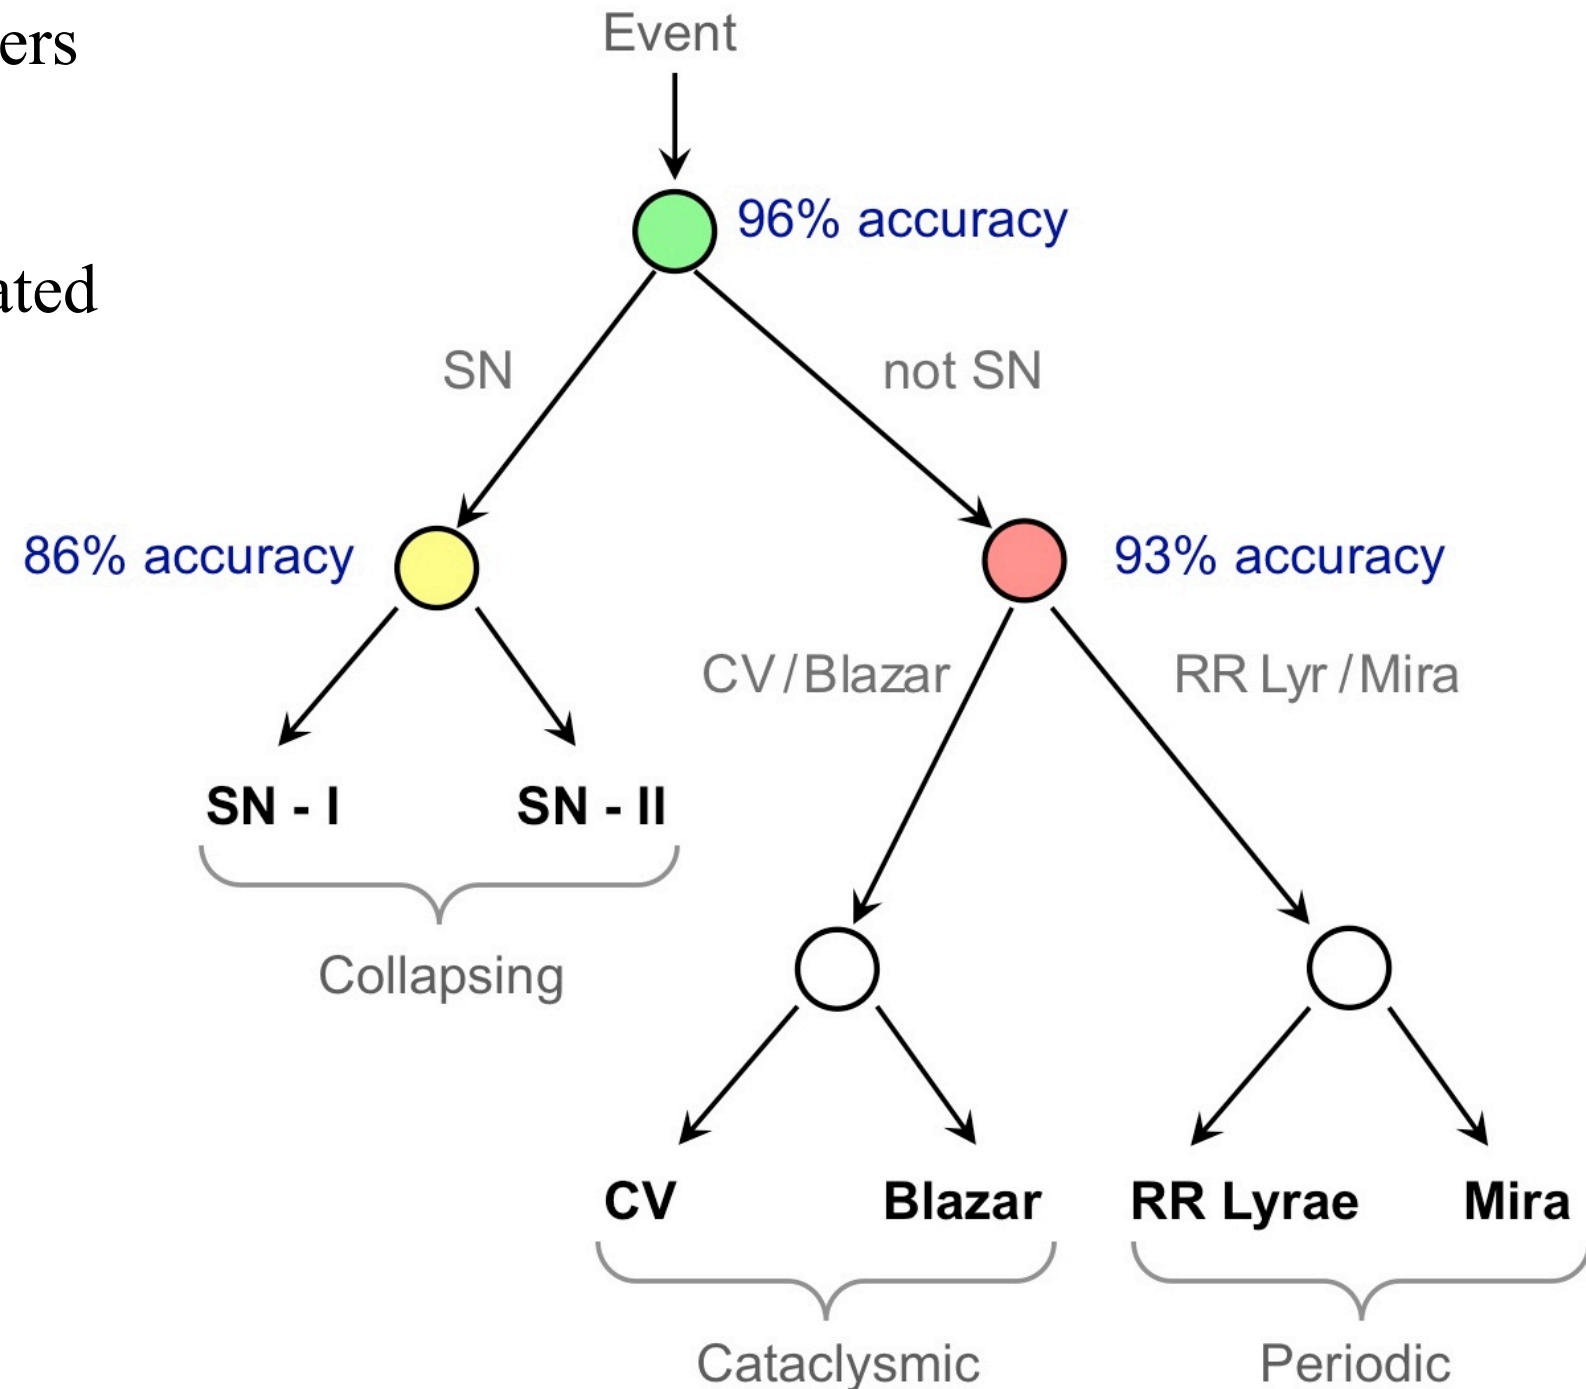 ers
ated
Event
96% accuracy
SN
not SN
86% accuracy
93% accuracy
CV/Blazar
RR Lyr /Mira
SN - I
SN - II
Collapsing
CV
Blazar
RR Lyrae
Mira
Cataclysmic
Periodic